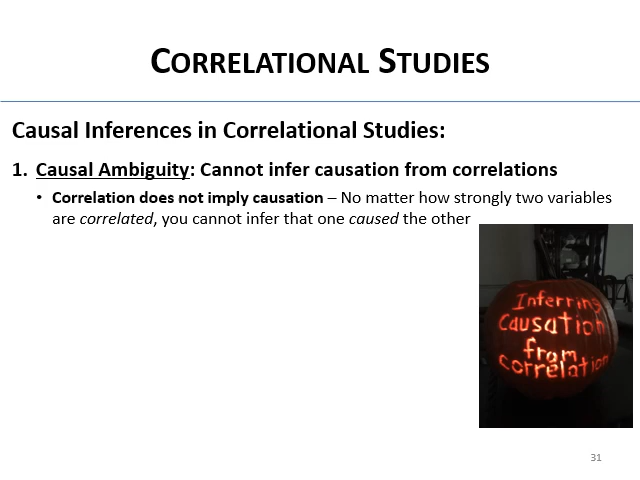 CORRELATIONAL STUDIES
Causal Inferences in Correlational Studies:
1. Causal Ambiguity: Cannot infer causation from correlations
• Correlation does not imply causation – No matter how strongly two variables
are correlated, you cannot infer that one caused the other
Inferring
Causation
from
correlation
31